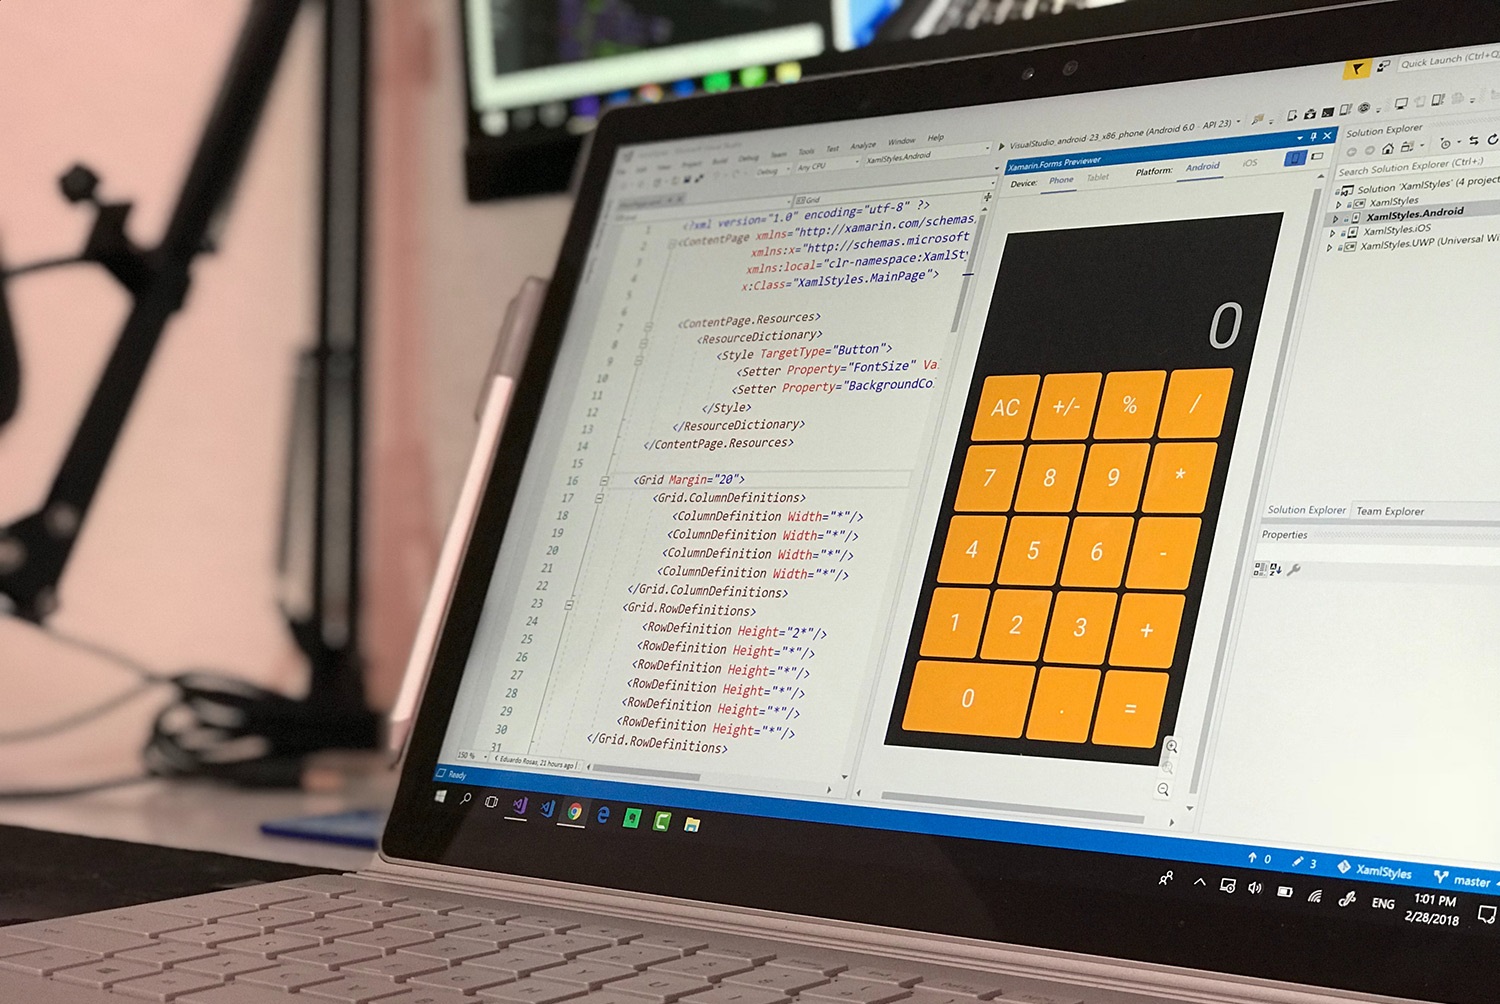 Quick Launch (Ctrl+Q
Project Build Debug Team Tools Test Analyze Window Help
Debug Any CPU XamlStyles.Android VisualStudio_android-23_x86_phone (Android 6.0 - API 23)
Grid
1 <?xml version="1.0" encoding="utf-8" ?>
2 <ContentPage xmlns="http://xamarin.com/schemas
3 xmlns:x="http://schemas.microsoft
4 xmlns:local="clr-namespace:XamlSty
5 x:Class="XamlStyles.MainPage">
6
7 <ContentPage.Resources>
8 <ResourceDictionary>
9 <Style TargetType="Button">
10 <Setter Property="FontSize" Va
11 <Setter Property="BackgroundCo
12 </Style>
13 </ResourceDictionary>
14 </ContentPage.Resources>
15
16 <Grid Margin="20">
17 <Grid.ColumnDefinitions>
18 <ColumnDefinition Width="*"/>
19 <ColumnDefinition Width="*"/>
20 <ColumnDefinition Width="*"/>
21 <ColumnDefinition Width="*"/>
22 </Grid.ColumnDefinitions>
23 <Grid.RowDefinitions>
24 <RowDefinition Height="2*"/>
25 <RowDefinition Height="*"/>
26 <RowDefinition Height="*"/>
27 <RowDefinition Height="*"/>
28 <RowDefinition Height="*"/>
29 <RowDefinition Height="*"/>
30 </Grid.RowDefinitions>
31
150 % Eduardo Rosas, 21 hours ago |
Xamarin.Forms Previewer
Device: Phone Tablet Platform: Android iOS
0
AC +/- % /
7 8 9 *
4 5 6 -
1 2 3 +
0 . =
Solution Explorer
Search Solution Explorer (Ctrl+;)
Solution 'XamlStyles' (4 project
XamlStyles
XamlStyles.Android
XamlStyles.iOS
XamlStyles.UWP (Universal Wi
Solution Explorer Team Explorer
Properties
Ready
0 3 XamlStyles master
ENG 1:01 PM
2/28/2018